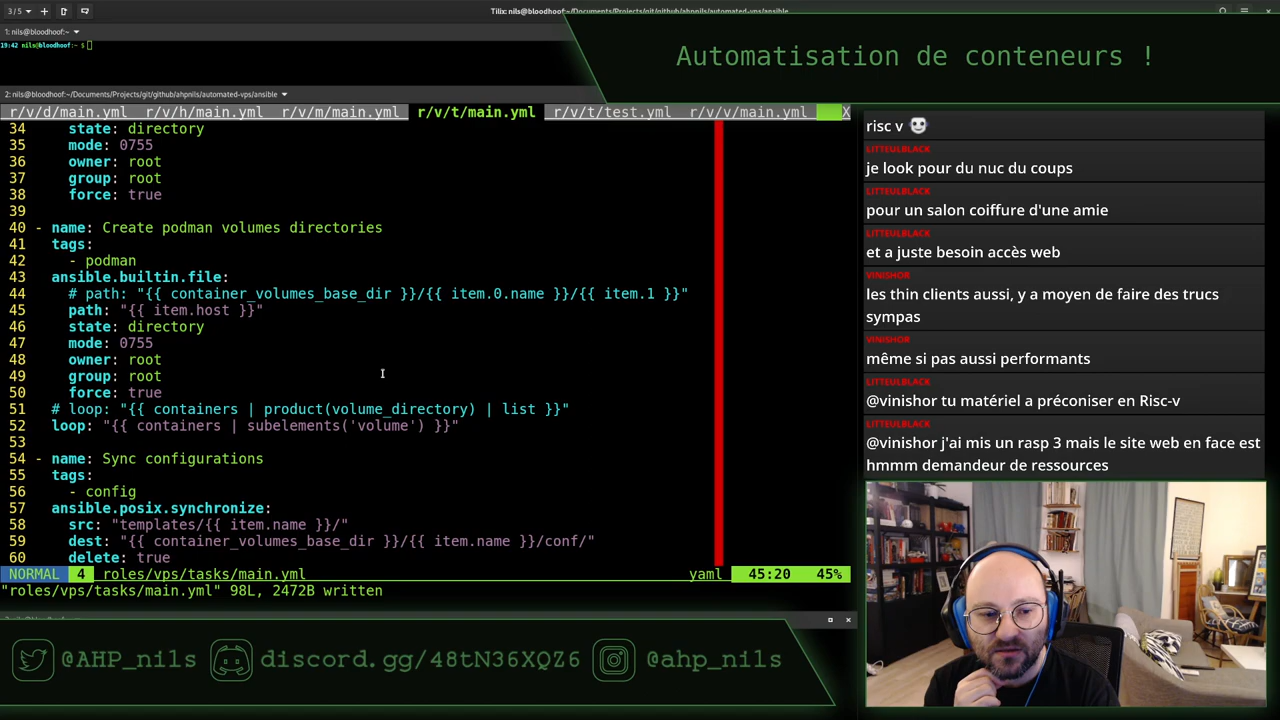 3/5
Tilix: nils@bloodhoof:~/Documents/Projects/git/github/ahpnils/automated-vps/ansible
1: nils@bloodhoof:~
19:42 nils@bloodhoof:~ $
Automatisation de conteneurs !
2: nils@bloodhoof:~/Documents/Projects/git/github/ahpnils/automated-vps/ansible
r/v/d/main.yml r/v/h/main.yml r/v/m/main.yml r/v/t/main.yml r/v/t/test.yml r/v/v/main.yml X
34 state: directory
35 mode: 0755
36 owner: root
37 group: root
38 force: true
39
40 - name: Create podman volumes directories
41 tags:
42 - podman
43 ansible.builtin.file:
44 # path: "{{ container_volumes_base_dir }}/{{ item.0.name }}/{{ item.1 }}"
45 path: "{{ item.host }}"
46 state: directory
47 mode: 0755
48 owner: root
49 group: root
50 force: true
51 # loop: "{{ containers | product(volume_directory) | list }}"
52 loop: "{{ containers | subelements('volume') }}"
53
54 - name: Sync configurations
55 tags:
56 - config
57 ansible.posix.synchronize:
58 src: "templates/{{ item.name }}/"
59 dest: "{{ container_volumes_base_dir }}/{{ item.name }}/conf/"
60 delete: true
NORMAL 4 roles/vps/tasks/main.yml yaml 45:20 45%
"roles/vps/tasks/main.yml" 98L, 2472B written
risc v
LITTEULBLACK
je look pour du nuc du coups
LITTEULBLACK
pour un salon coiffure d'une amie
LITTEULBLACK
et a juste besoin accès web
VINISHOR
les thin clients aussi, y a moyen de faire des trucs
sympas
VINISHOR
même si pas aussi performants
LITTEULBLACK
@vinishor tu matériel a préconiser en Risc-v
LITTEULBLACK
@vinishor j'ai mis un rasp 3 mais le site web en face est
hmmm demandeur de ressources
@AHP_nils discord.gg/48tN36XQZ6 @ahp_nils